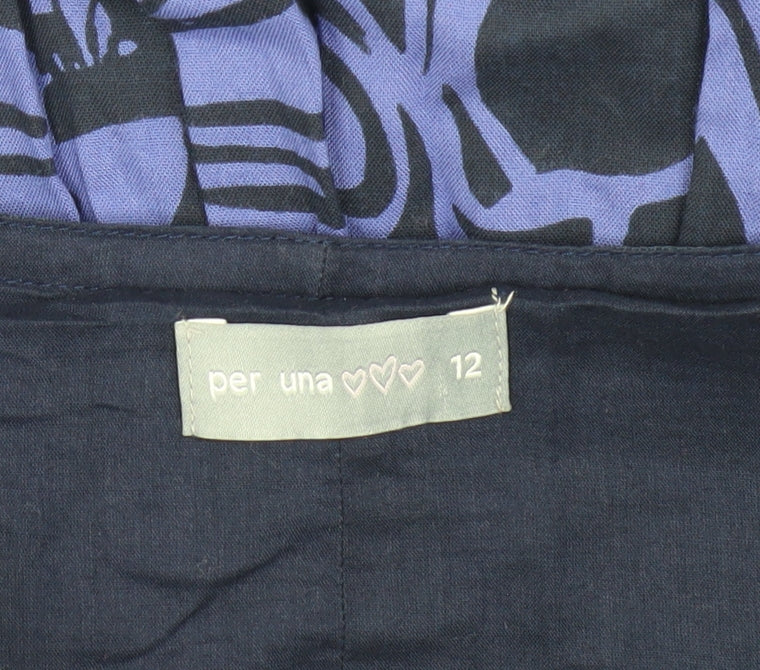 per una ♡♡♡ 12